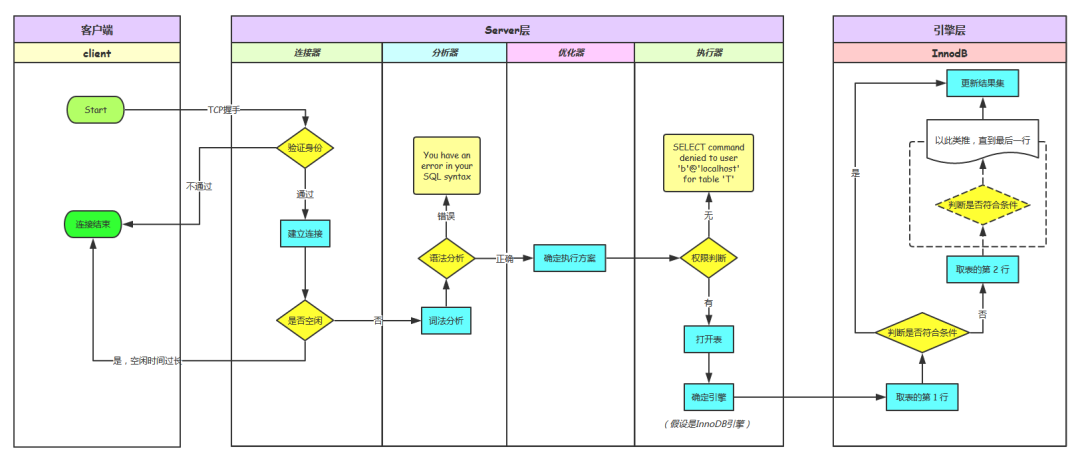 客户端
client
Start
连接结束
Server层
连接器
分析器
优化器
执行器
TCP握手
验证身份
不通过
通过
建立连接
是否空闲
否
是，空闲时间过长
You have an
error in your
SQL syntax
错误
语法分析
正确
词法分析
确定执行方案
SELECT command
denied to user
'b'@'localhost'
for table 'T'
无
权限判断
有
打开表
确定引擎
（假设是InnoDB引擎）
引擎层
InnodB
更新结果集
以此类推，直到最后一行
是
判断是否符合条件
取表的第 2 行
否
判断是否符合条件
取表的第 1 行